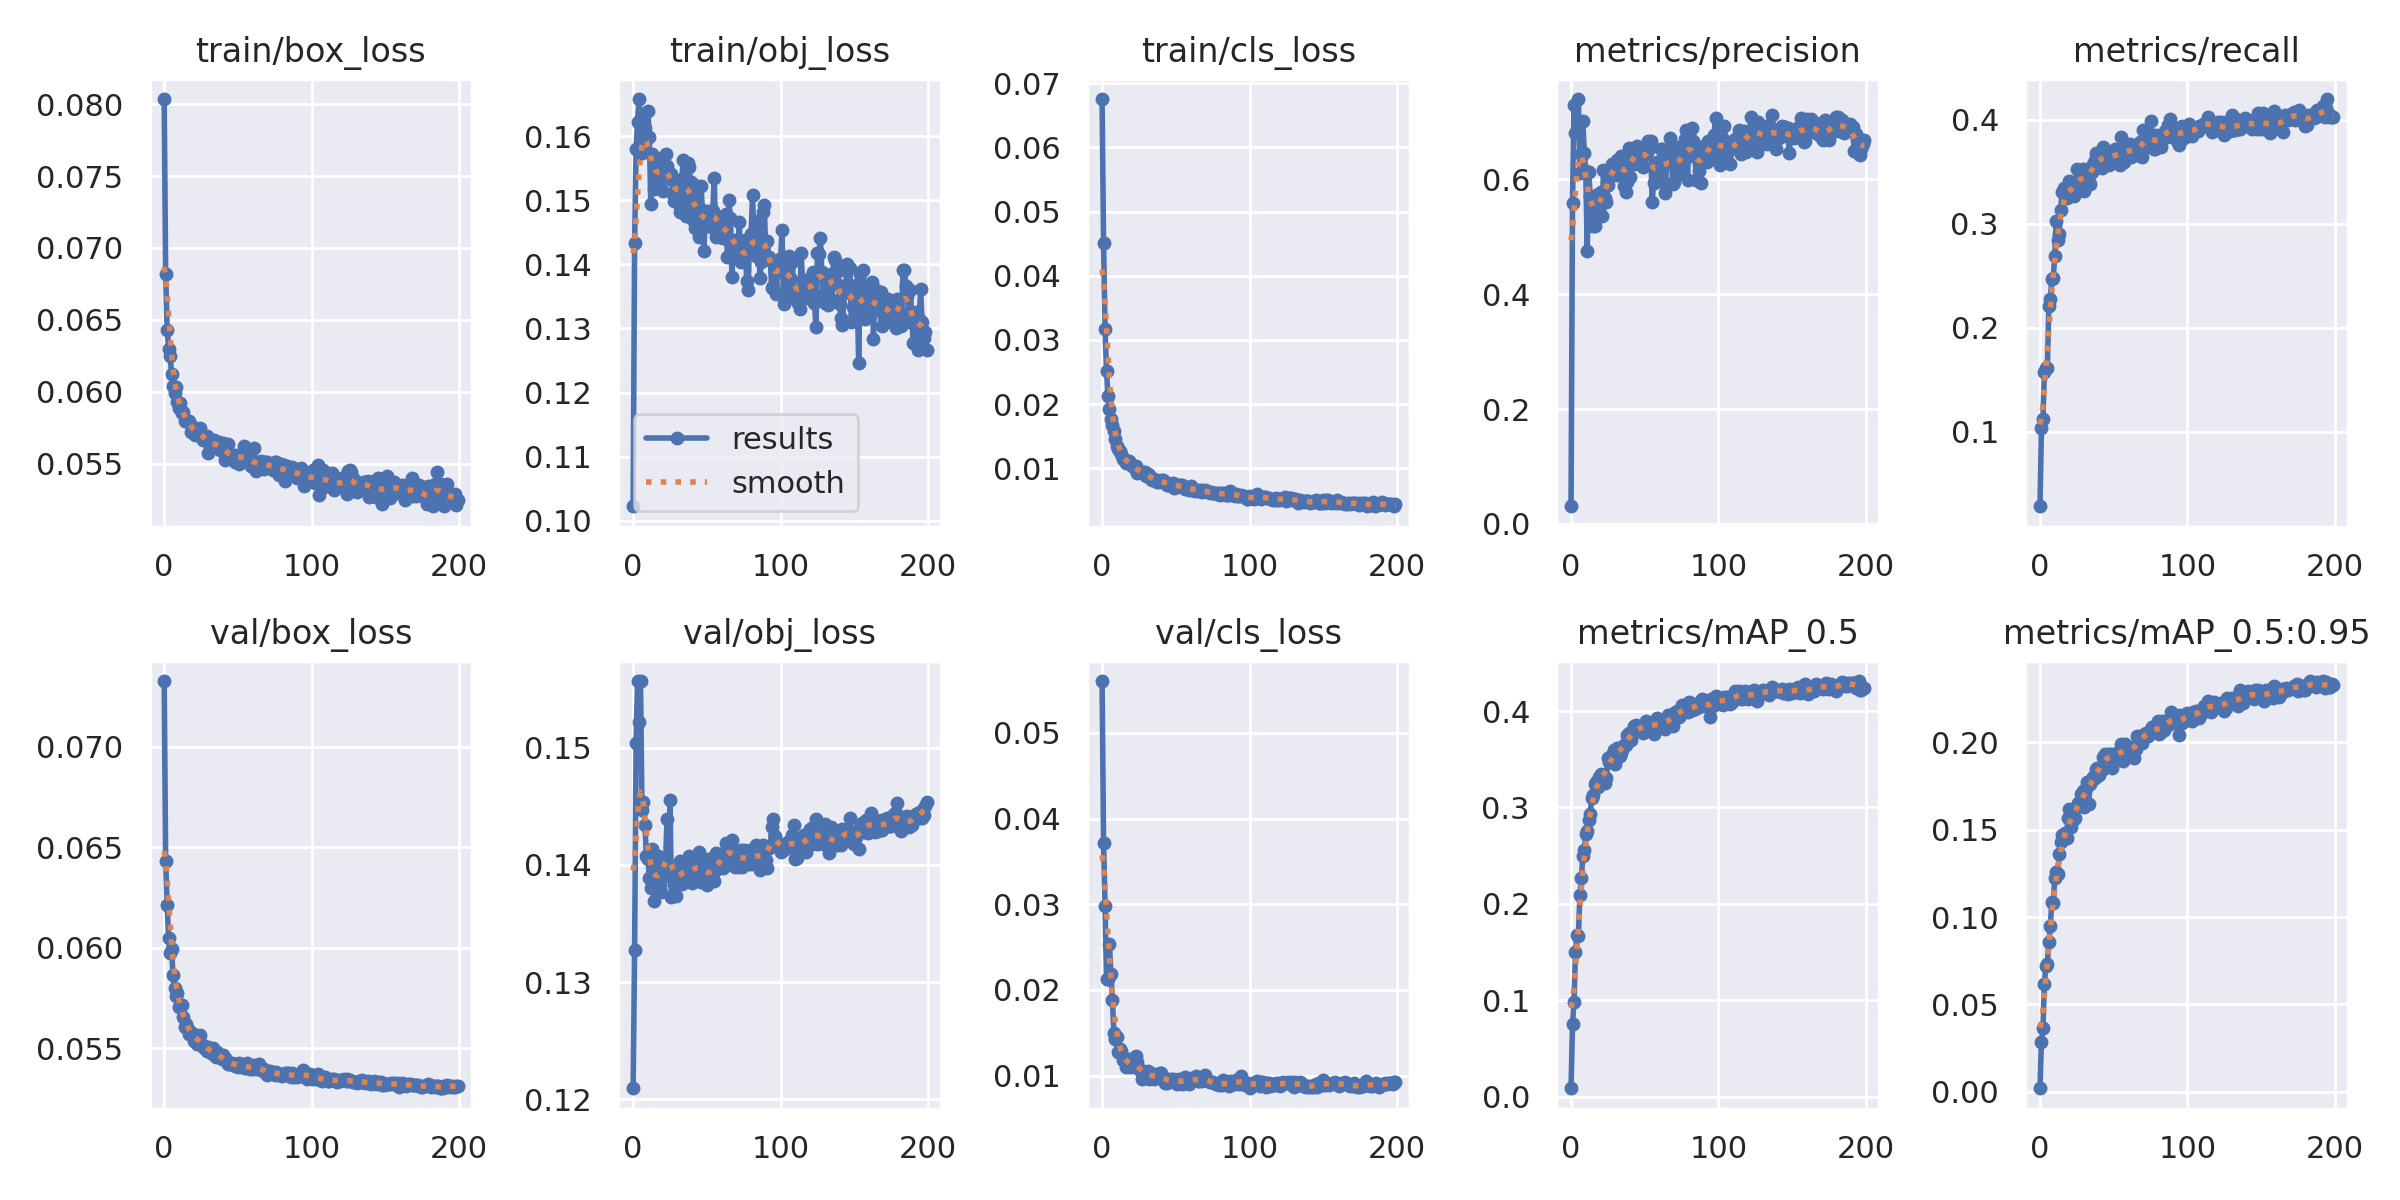 train/box_loss
0.080
0.075
0.070
0.065
0.060
0.055
0 100 200
train/obj_loss
0.16
0.15
0.14
0.13
0.12
0.11
0.10
results
smooth
0 100 200
train/cls_loss
0.07
0.06
0.05
0.04
0.03
0.02
0.01
0 100 200
metrics/precision
0.6
0.4
0.2
0.0
0 100 200
metrics/recall
0.4
0.3
0.2
0.1
0 100 200
val/box_loss
0.070
0.065
0.060
0.055
0 100 200
val/obj_loss
0.15
0.14
0.13
0.12
0 100 200
val/cls_loss
0.05
0.04
0.03
0.02
0.01
0 100 200
metrics/mAP_0.5
0.4
0.3
0.2
0.1
0.0
0 100 200
metrics/mAP_0.5:0.95
0.20
0.15
0.10
0.05
0.00
0 100 200